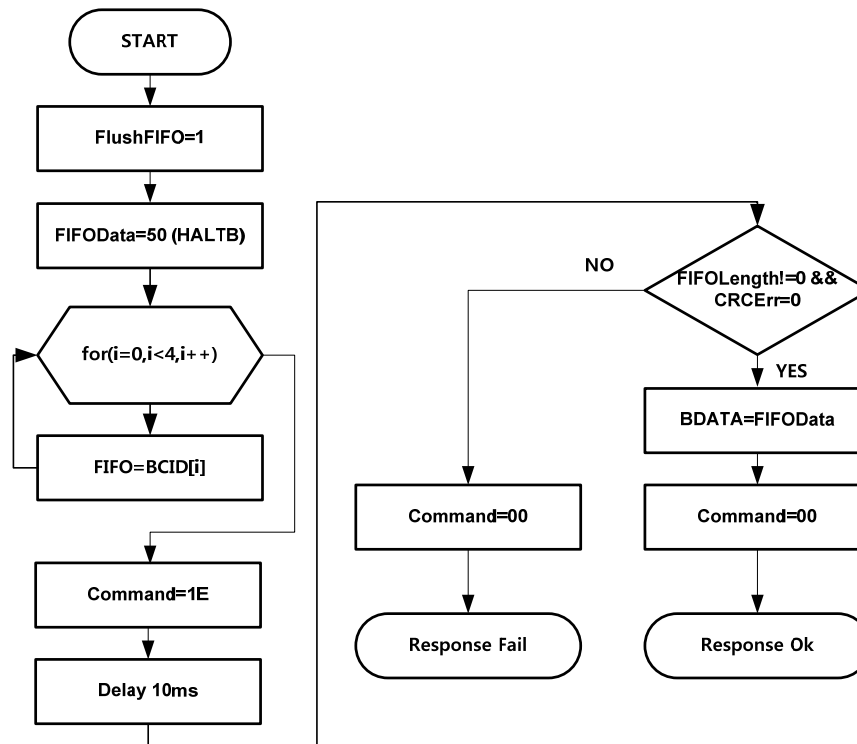 START
FlushFIFO=1
FIFOData=50 (HALTB)
for(i=0,i<4,i++)
FIFO=BCID[i]
Command=1E
Delay 10ms
FIFOLength!=0 &&
CRCErr=0
NO
YES
BDATA=FIFOData
Command=00
Command=00
Response Fail
Response Ok